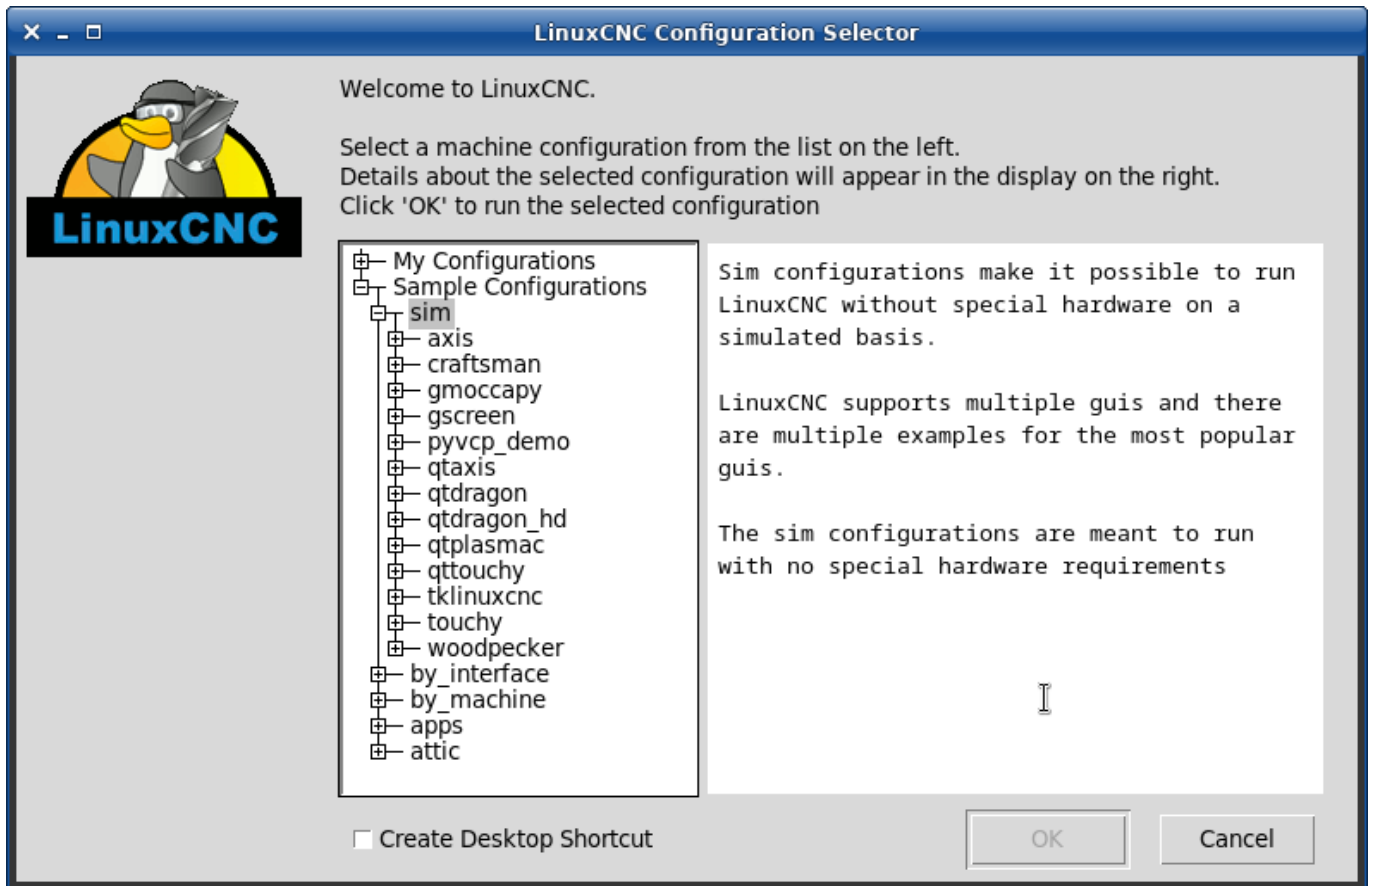 LinuxCNC Configuration Selector
LinuxCNC
Welcome to LinuxCNC.
Select a machine configuration from the list on the left.
Details about the selected configuration will appear in the display on the right.
Click 'OK' to run the selected configuration
My Configurations
Sample Configurations
sim
axis
craftsman
gmoccapy
gscreen
pyvcp_demo
qtaxis
qtdragon
qtdragon_hd
qtplasmac
qttouchy
tklinuxcnc
touchy
woodpecker
by_interface
by_machine
apps
attic
Sim configurations make it possible to run
LinuxCNC without special hardware on a
simulated basis.
LinuxCNC supports multiple guis and there
are multiple examples for the most popular
guis.
The sim configurations are meant to run
with no special hardware requirements
Create Desktop Shortcut
OK
Cancel